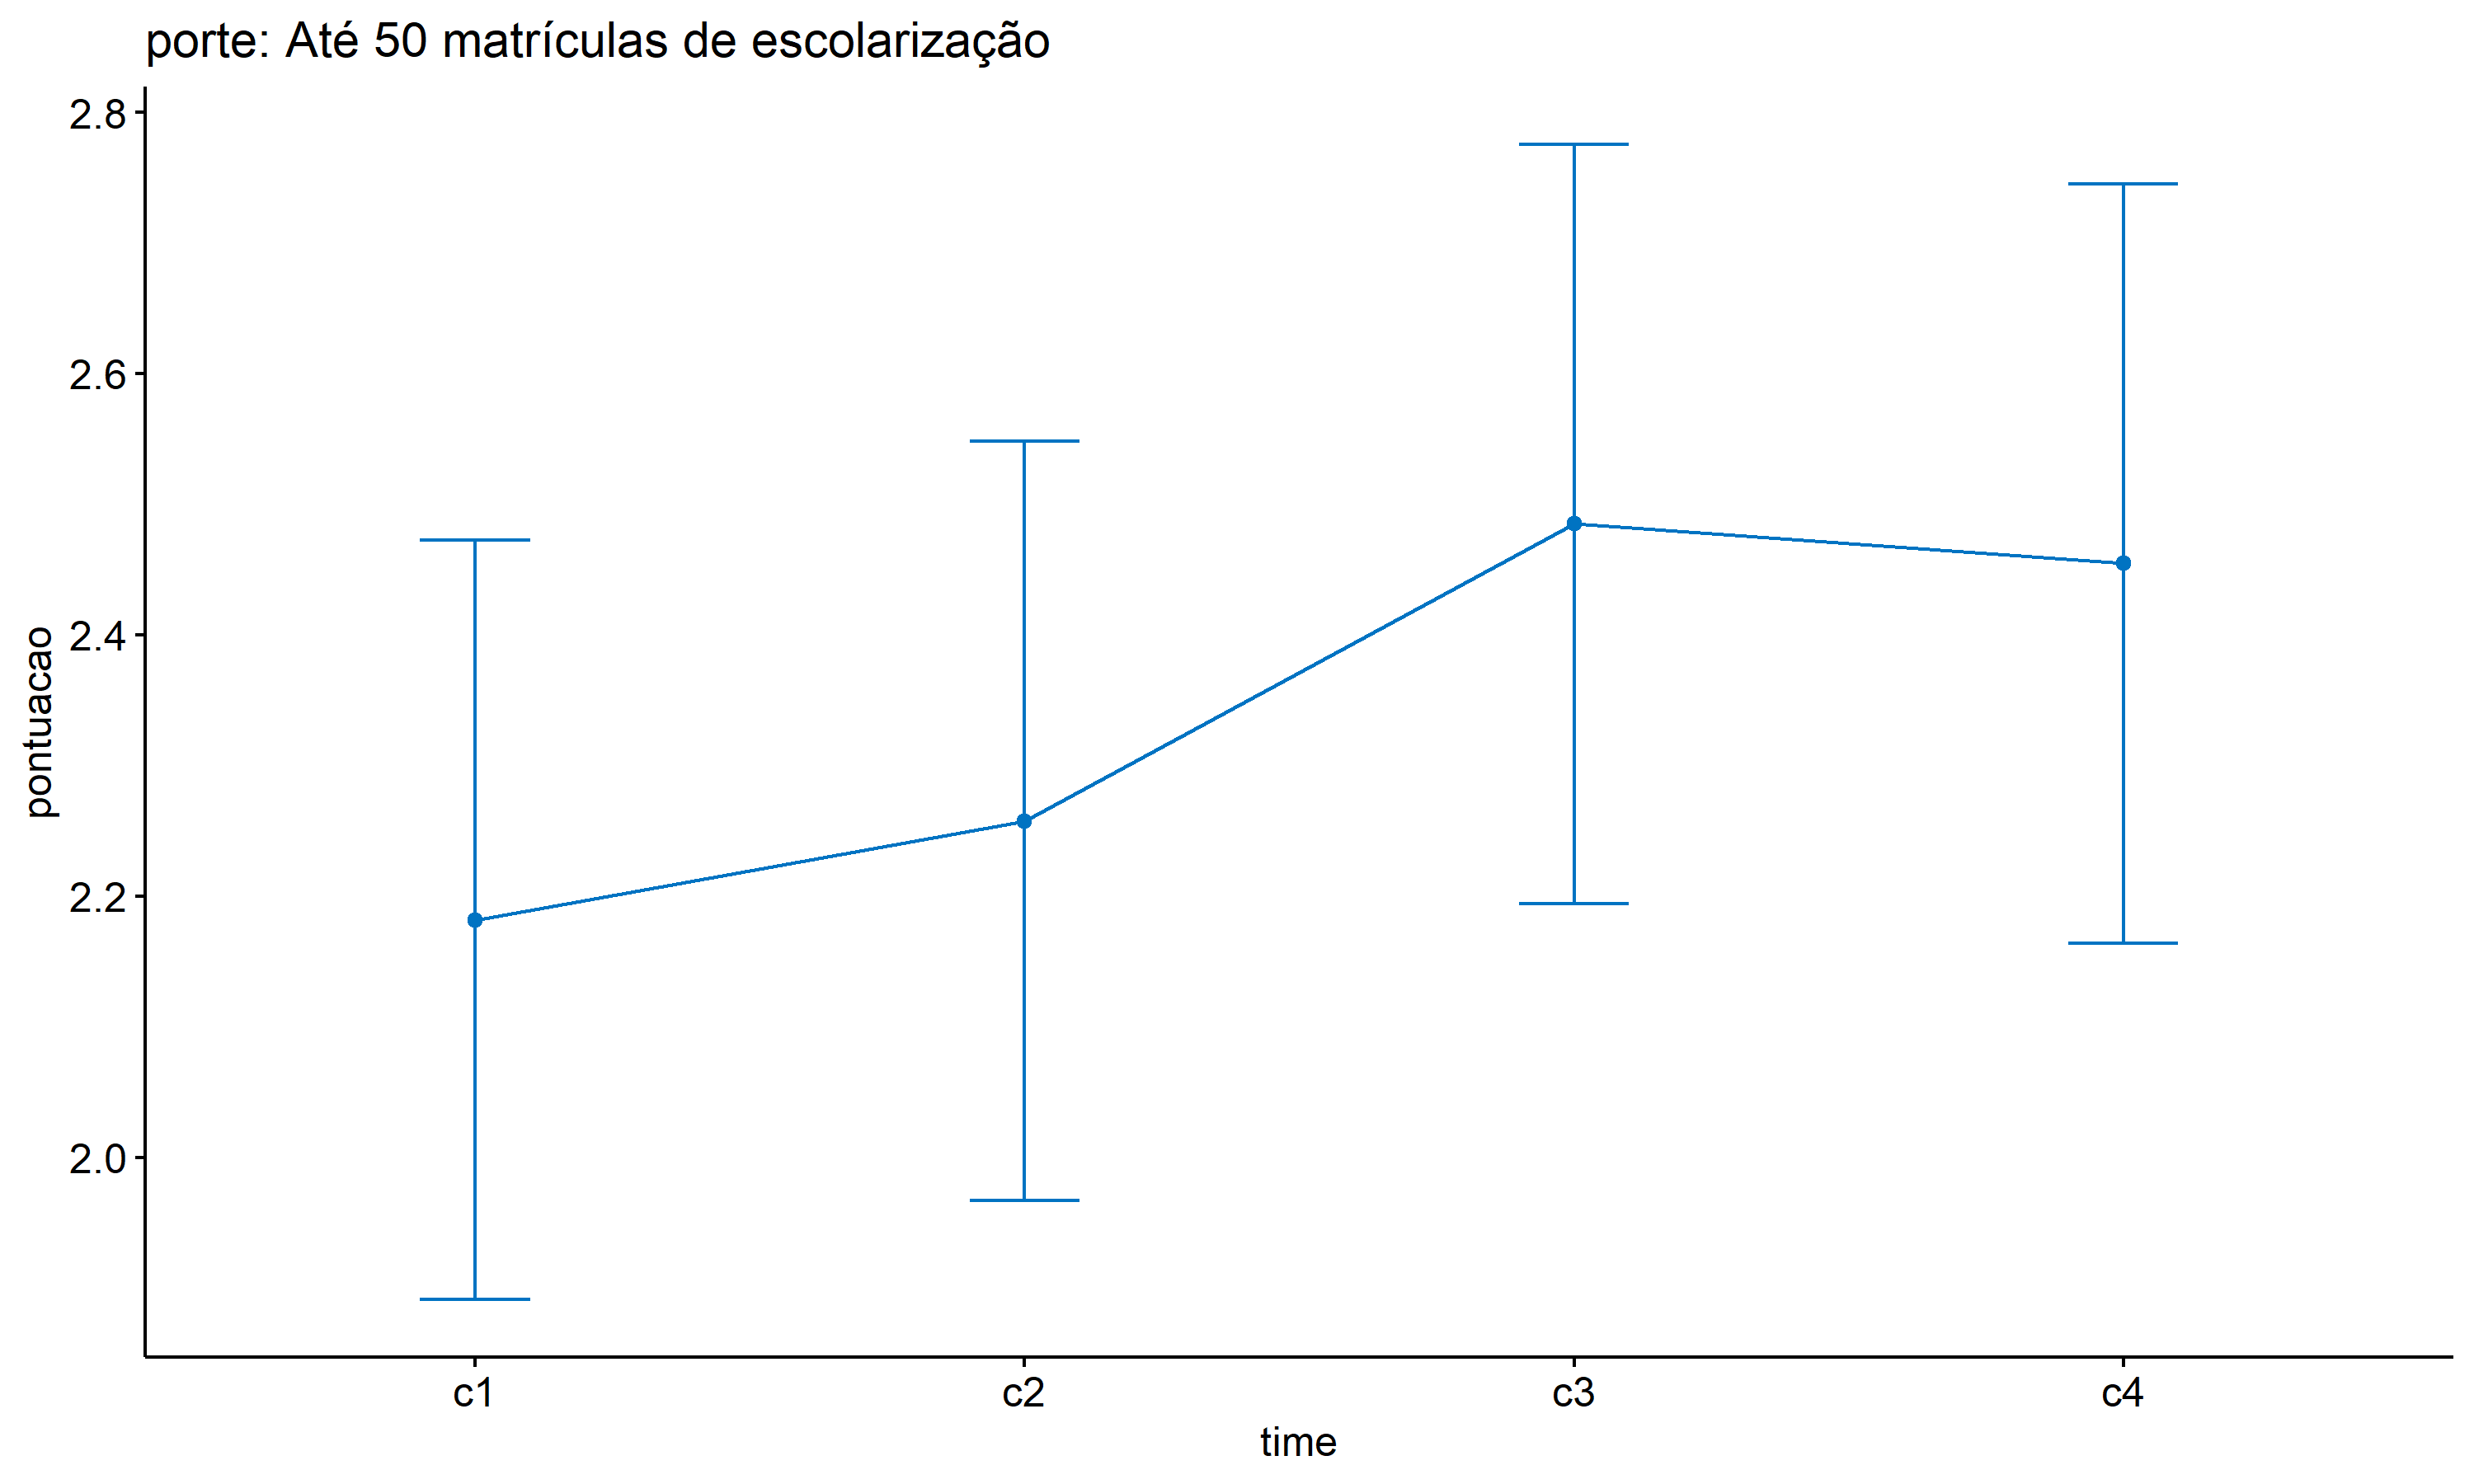 porte: Até 50 matrículas de escolarização
2.8
2.6
2.4
2.2
2.0
pontuacao
c1 c2 c3 c4
time